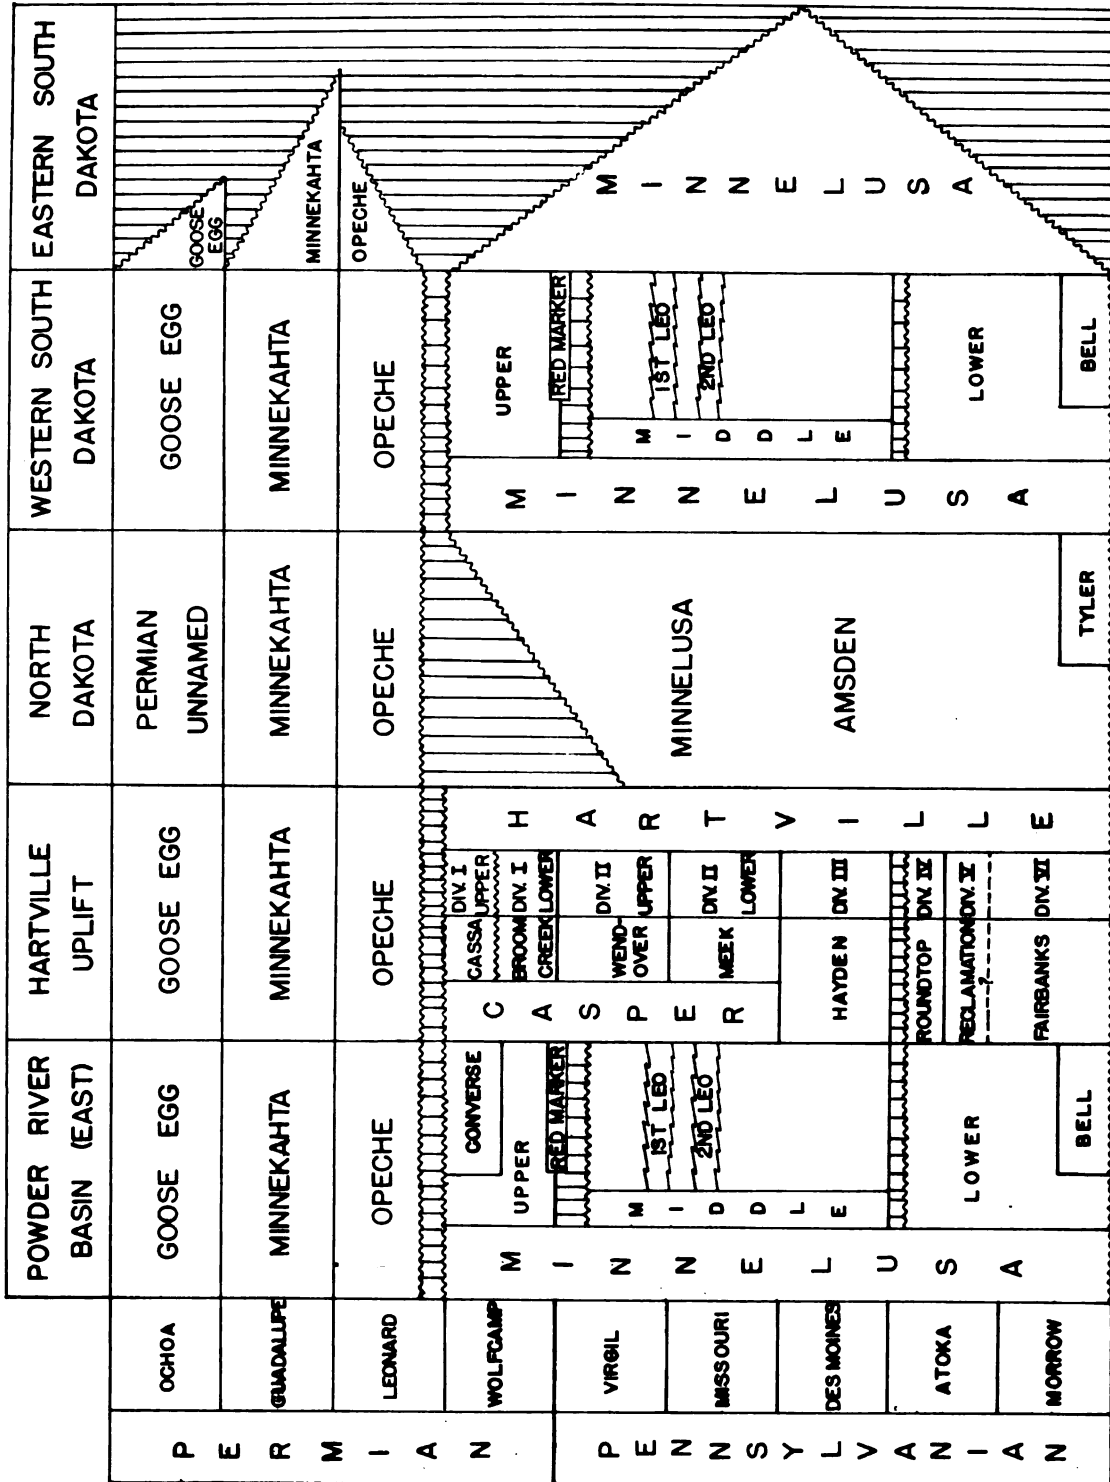 POWDER RIVER
BASIN (EAST)
HARTVILLE
UPLIFT
NORTH
DAKOTA
WESTERN SOUTH
DAKOTA
EASTERN SOUTH
DAKOTA
PERMIAN
OCHOA
GOOSE EGG
GOOSE EGG
PERMIAN
UNNAMED
GOOSE EGG
GOOSE
EGG
GUADALUPE
MINNEKAHTA
MINNEKAHTA
MINNEKAHTA
MINNEKAHTA
MINNEKAHTA
LEONARD
OPECHE
OPECHE
OPECHE
OPECHE
OPECHE
WOLFCAMP
PENNSYLVANIAN
VIRGIL
MISSOURI
DES MOINES
ATOKA
MORROW
MINNELUSA
CONVERSE
UPPER
RED MARKER
MIDDLE
1ST LEO
2ND LEO
LOWER
BELL
CASPER
CASSA
BROOM
CREEK
WEND-
OVER
MEEK
HAYDEN
ROUNDTOP
RECLAMATION
?
FAIRBANKS
DIV. I
UPPER
DIV. I
LOWER
DIV. II
UPPER
DIV. II
LOWER
DIV. III
DIV. IV
DIV. V
DIV. VI
HARTVILLE
MINNELUSA
AMSDEN
TYLER
MINNELUSA
UPPER
RED MARKER
MIDDLE
1ST LEO
2ND LEO
LOWER
BELL
MINNELUSA